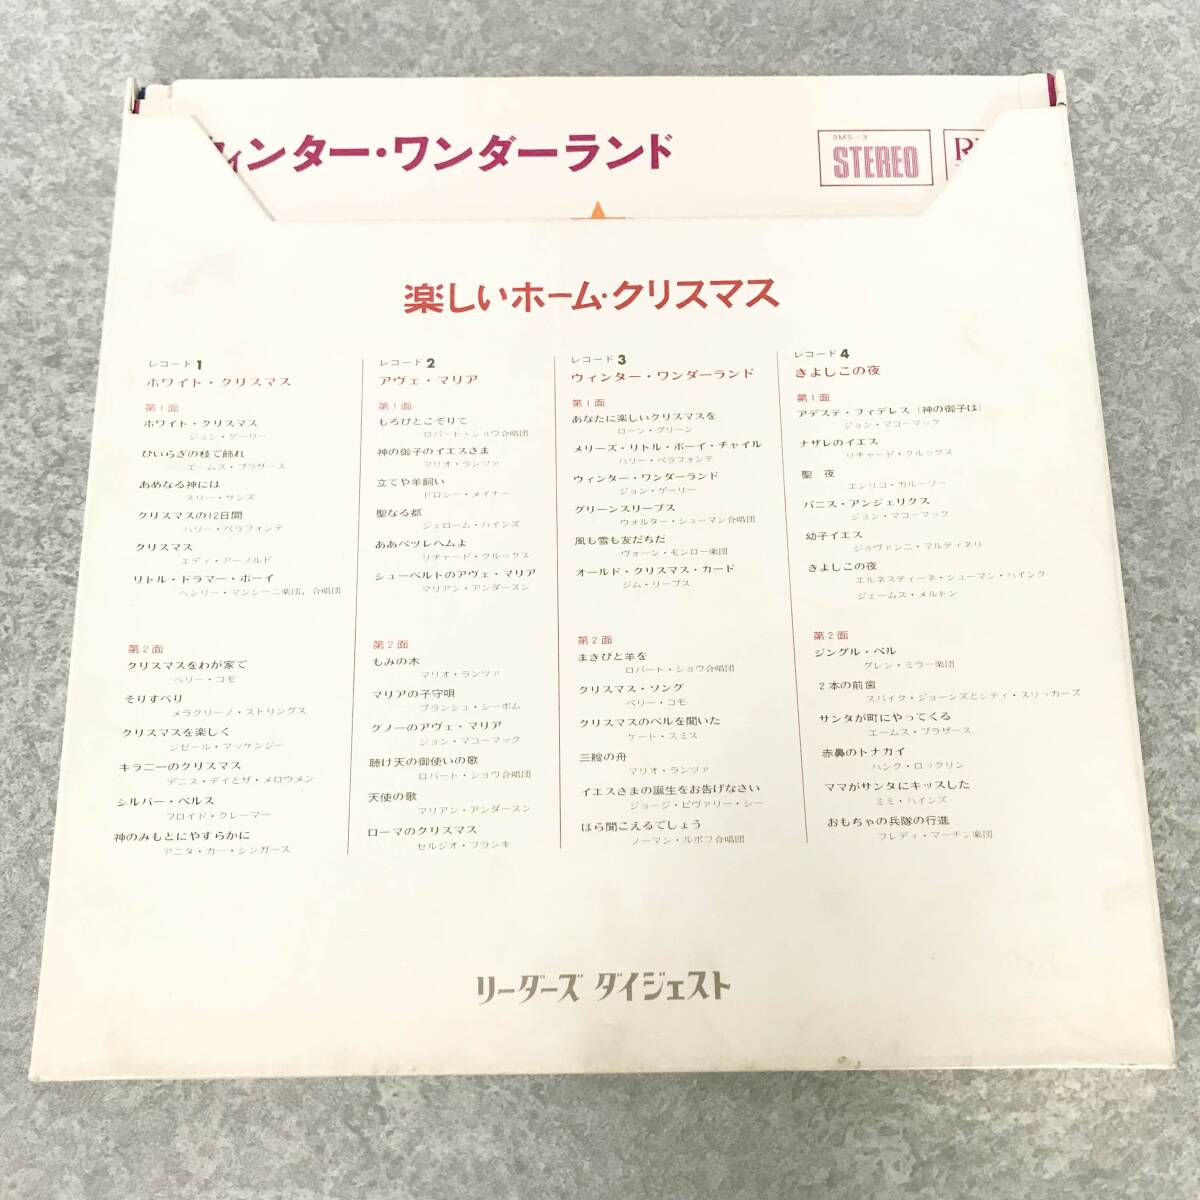 ィンター・ワンダーランド
3MS-3
STEREO
R
楽しいホーム・クリスマス
レコード1
ホワイト・クリスマス
第1面
ホワイト・クリスマス
ジョン・ゲーリー
ひいらぎの枝で飾れ
エームス・ブラザース
あめなる神には
スリー・サンズ
クリスマスの12日間
ハリー・ベラフォンテ
クリスマス
エディ・アーノルド
リトル・ドラマー・ボーイ
ヘンリー・マンシーニ楽団,合唱団
第2面
クリスマスをわが家で
ペリー・コモ
そりすべり
メラクリーノ・ストリングス
クリスマスを楽しく
ジゼール・マッケンジー
キラニーのクリスマス
デニス・デイとザ・メロウメン
シルバー・ベルス
フロイド・クレーマー
神のみもとにやすらかに
アニタ・カー・シンガース
レコード2
アヴェ・マリア
第1面
もろびとこぞりて
ロバート・ショウ合唱団
神の御子のイエスさま
マリオ・ランツァ
立てや羊飼い
ドロシー・メイナー
聖なる都
ジェローム・ハインズ
ああベツレヘムよ
リチャード・クルックス
シューベルトのアヴェ・マリア
マリアン・アンダースン
第2面
もみの木
マリオ・ランツァ
マリアの子守唄
ブランシュ・シーボム
グノーのアヴェ・マリア
ジョン・マコーマック
聴け天の御使いの歌
ロバート・ショウ合唱団
天使の歌
マリアン・アンダースン
ローマのクリスマス
セルジオ・フランキ
レコード3
ウィンター・ワンダーランド
第1面
あなたに楽しいクリスマスを
ローン・グリーン
メリーズ・リトル・ボーイ・チャイル
ハリー・ベラフォンテ
ウィンター・ワンダーランド
ジョン・ゲーリー
グリーンスリーブス
ウォルター・シューマン合唱団
風も雪も友だちだ
ヴォーン・モンロー楽団
オールド・クリスマス・カード
ジム・リーブス
第2面
まきびと羊を
ロバート・ショウ合唱団
クリスマス・ソング
ペリー・コモ
クリスマスのベルを聞いた
ケート・スミス
三艘の舟
マリオ・ランツァ
イエスさまの誕生をお告げなさい
ジョージ・ビヴァリー・シー
ほら聞こえるでしょう
ノーマン・ルボフ合唱団
レコード4
きよしこの夜
第1面
アデステ・フィデレス(神の御子は)
ジョン・マコーマック
ナザレのイエス
リチャード・クルックス
聖 夜
エンリコ・カルーソー
パニス・アンジェリクス
ジョン・マコーマック
幼子イエス
ジョヴァンニ・マルティネリ
きよしこの夜
エルネスティーネ・シューマン・ハインク
ジェームス・メルトン
第2面
ジングル・ベル
グレン・ミラー楽団
2本の前歯
スパイク・ジョーンズとシティ・スリッカーズ
サンタが町にやってくる
エームス・ブラザース
赤鼻のトナカイ
ハンク・ロックリン
ママがサンタにキッスした
ミミ・ハインズ
おもちゃの兵隊の行進
フレディ・マーチン楽団
リーダーズ ダイジェスト